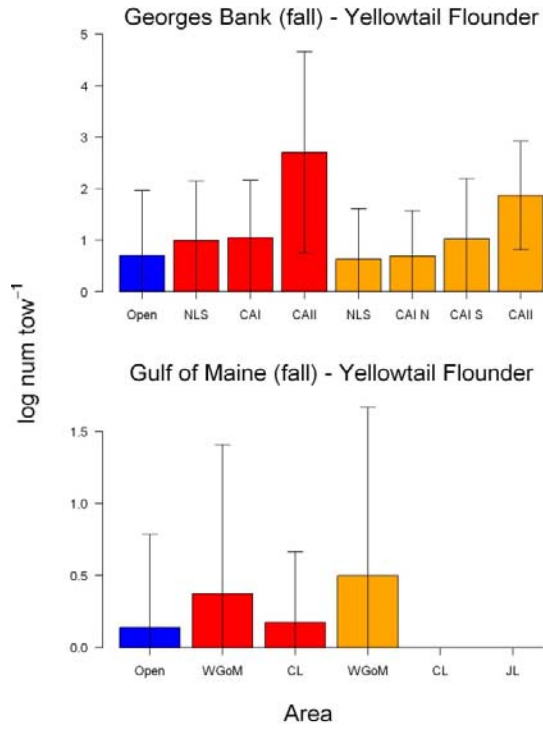 Georges Bank (fall) - Yellowtail Flounder
5
4
3
2
1
0
Open NLS CAI CAII NLS CAI N CAI S CAII
log num tow⁻¹
Gulf of Maine (fall) - Yellowtail Flounder
1.5
1.0
0.5
0.0
Open WGoM CL WGoM CL JL
Area